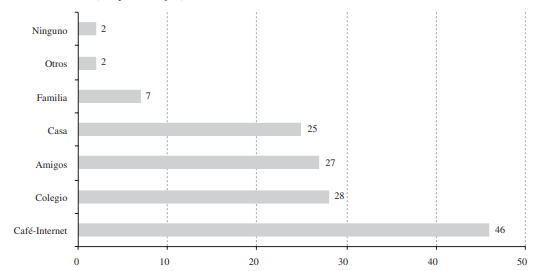 Ninguno 2
Otros 2
Familia 7
Casa 25
Amigos 27
Colegio 28
Café-Internet 46
0 10 20 30 40 50